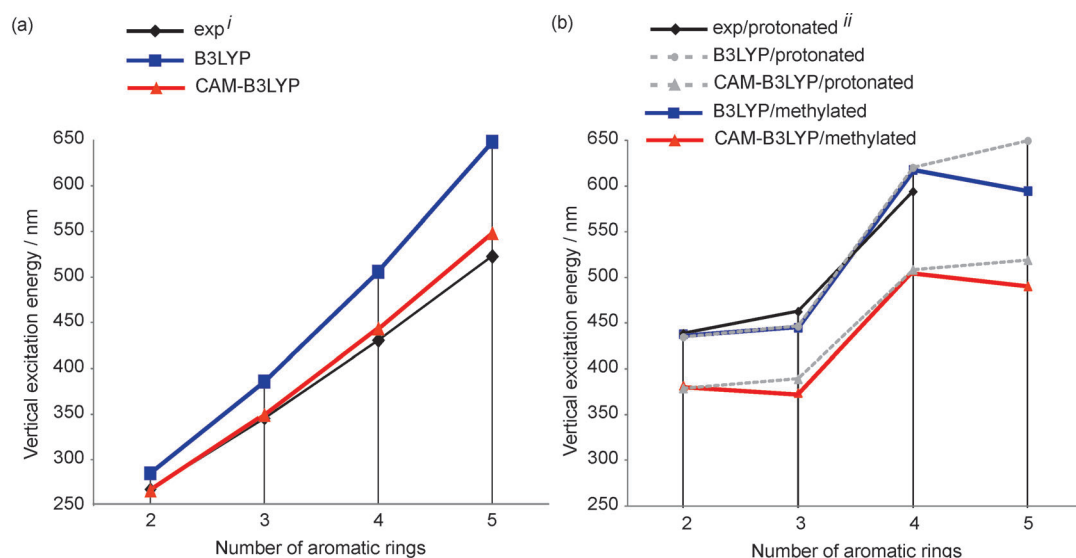 (a)
exp i
B3LYP
CAM-B3LYP
650
600
550
500
450
400
350
300
250
2 3 4 5
Vertical excitation energy / nm
Number of aromatic rings
(b)
exp/protonated ii
B3LYP/protonated
CAM-B3LYP/protonated
B3LYP/methylated
CAM-B3LYP/methylated
650
600
550
500
450
400
350
300
250
2 3 4 5
Vertical excitation energy / nm
Number of aromatic rings